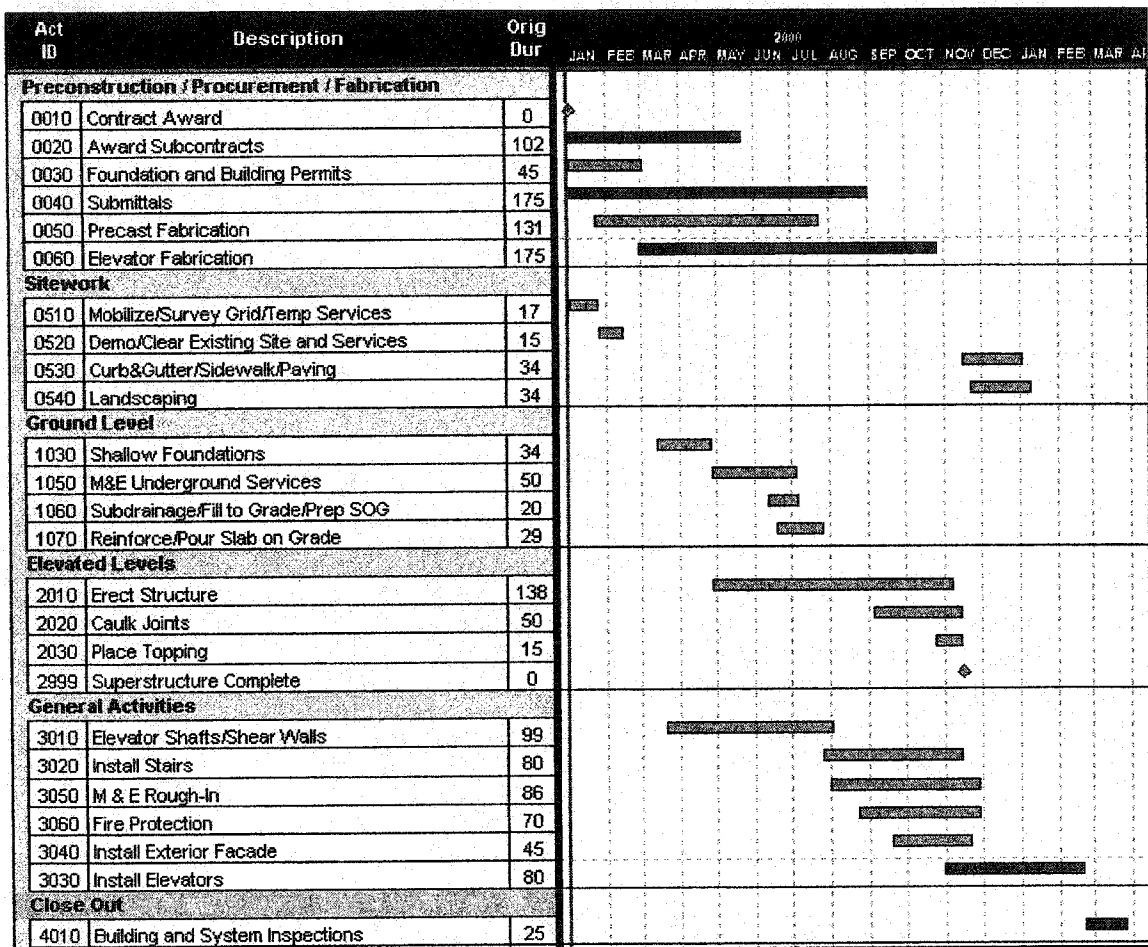 Act ID Description Orig Dur
2000
JAN FEB MAR APR MAY JUN JUL AUG SEP OCT NOV DEC JAN FEB MAR
Preconstruction / Procurement / Fabrication
0010 Contract Award 0
0020 Award Subcontracts 102
0030 Foundation and Building Permits 45
0040 Submittals 175
0050 Precast Fabrication 131
0060 Elevator Fabrication 175
Sitework
0510 Mobilize/Survey Grid/Temp Services 17
0520 Demo/Clear Existing Site and Services 15
0530 Curb&Gutter/Sidewalk/Paving 34
0540 Landscaping 34
Ground Level
1030 Shallow Foundations 34
1050 M&E Underground Services 50
1060 Subdrainage/Fill to Grade/Prep SOG 20
1070 Reinforce/Pour Slab on Grade 29
Elevated Levels
2010 Erect Structure 138
2020 Caulk Joints 50
2030 Place Topping 15
2999 Superstructure Complete 0
General Activities
3010 Elevator Shafts/Shear Walls 99
3020 Install Stairs 80
3050 M & E Rough-In 86
3060 Fire Protection 70
3040 Install Exterior Facade 45
3030 Install Elevators 80
Close Out
4010 Building and System Inspections 25